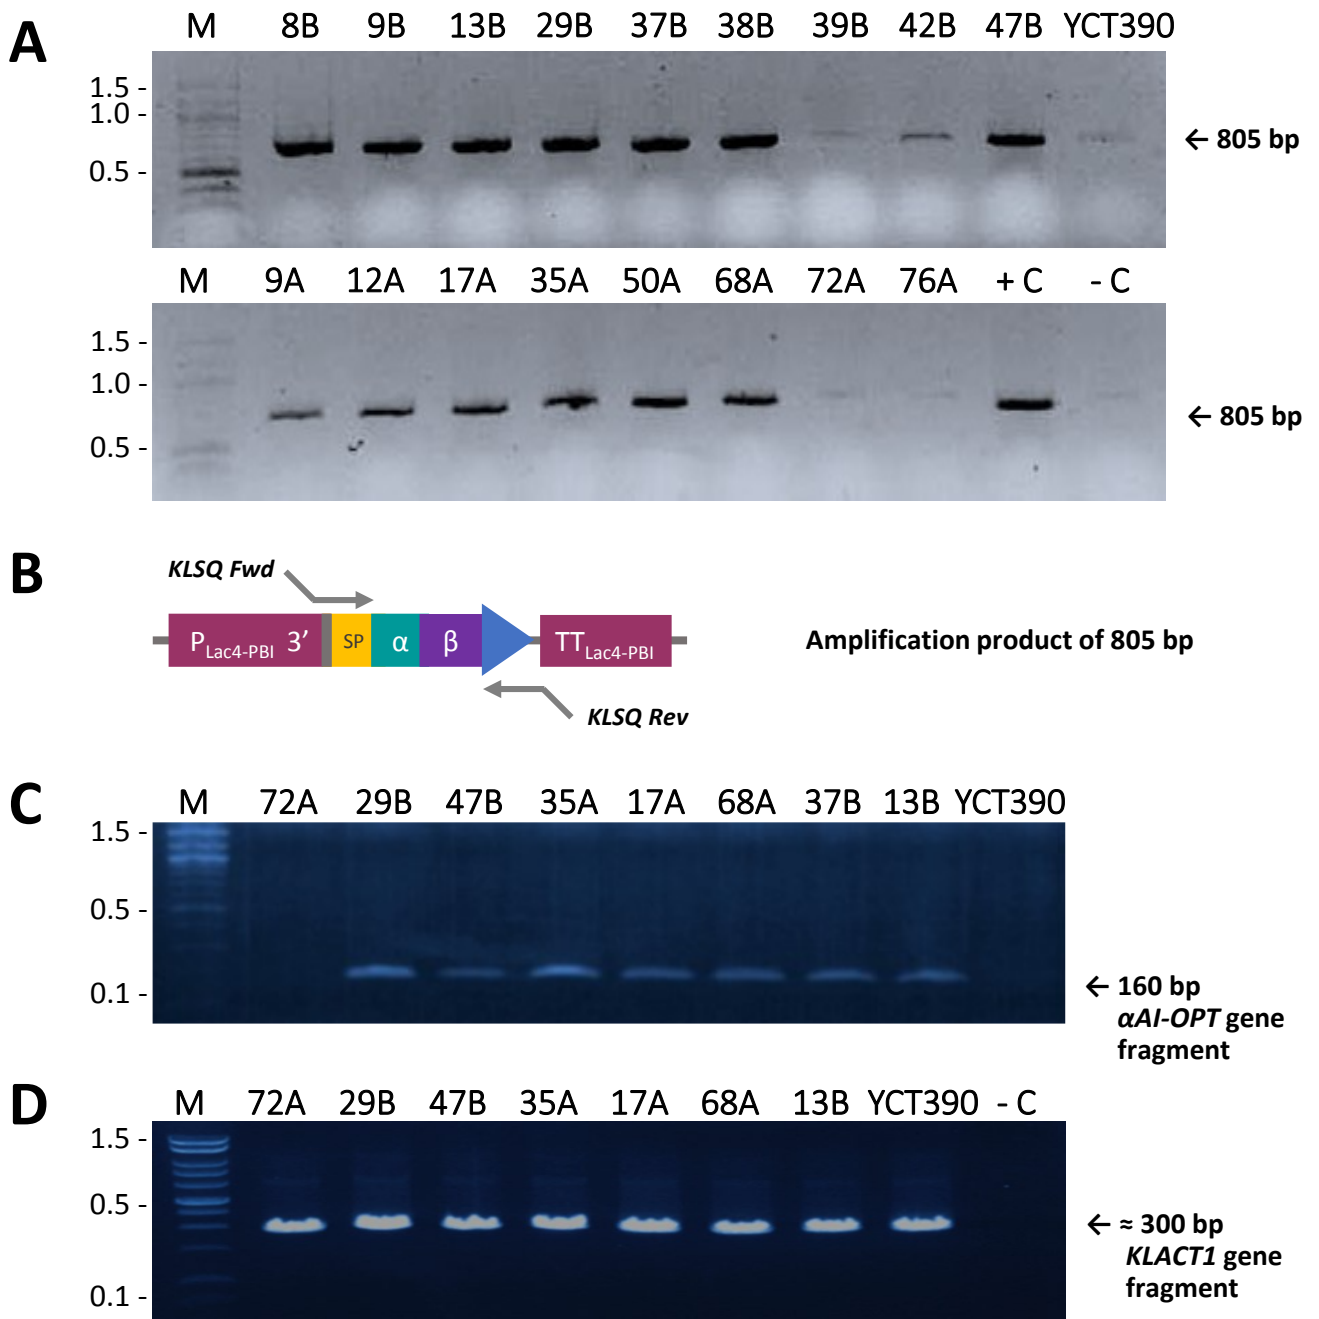 A
M 8B 9B 13B 29B 37B 38B 39B 42B 47B YCT390
1.5 -
1.0 -
0.5 -
← 805 bp
M 9A 12A 17A 35A 50A 68A 72A 76A + C - C
1.5 -
1.0 -
0.5 -
← 805 bp
B
KLSQ Fwd
PLac4-PBI 3’ SP α β TTLac4-PBI
Amplification product of 805 bp
KLSQ Rev
C
M 72A 29B 47B 35A 17A 68A 37B 13B YCT390
1.5 -
0.5 -
0.1 -
← 160 bp
αAI-OPT gene
fragment
D
M 72A 29B 47B 35A 17A 68A 13B YCT390 - C
1.5 -
0.5 -
0.1 -
← ≈ 300 bp
KLACT1 gene
fragment